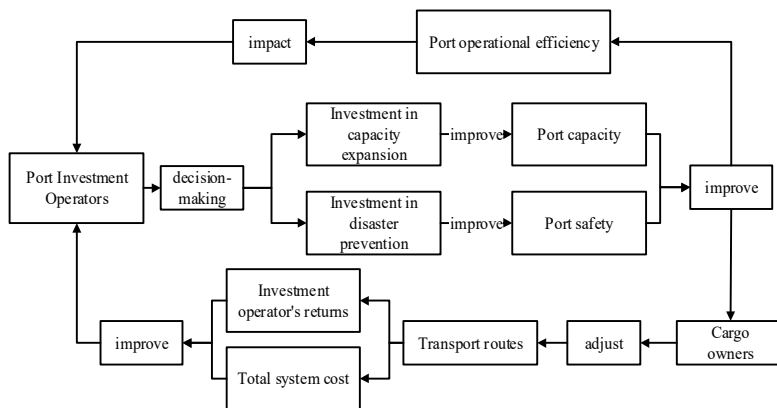 impact
Port operational efficiency
Port Investment
Operators
decision-
making
Investment in
capacity
expansion
improve
Port capacity
Investment in
disaster
prevention
improve
Port safety
improve
Investment
operator's returns
improve
Total system cost
Transport routes
adjust
Cargo
owners